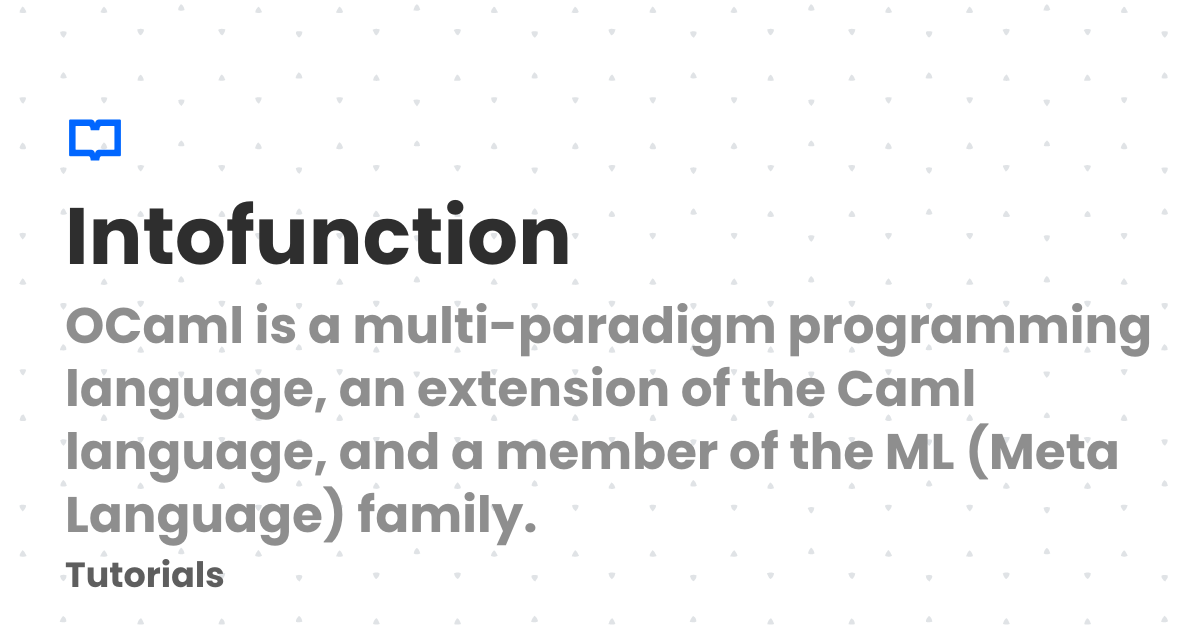 Intofunction
OCaml is a multi-paradigm programming
language, an extension of the Caml
language, and a member of the ML (Meta
Language) family.
Tutorials